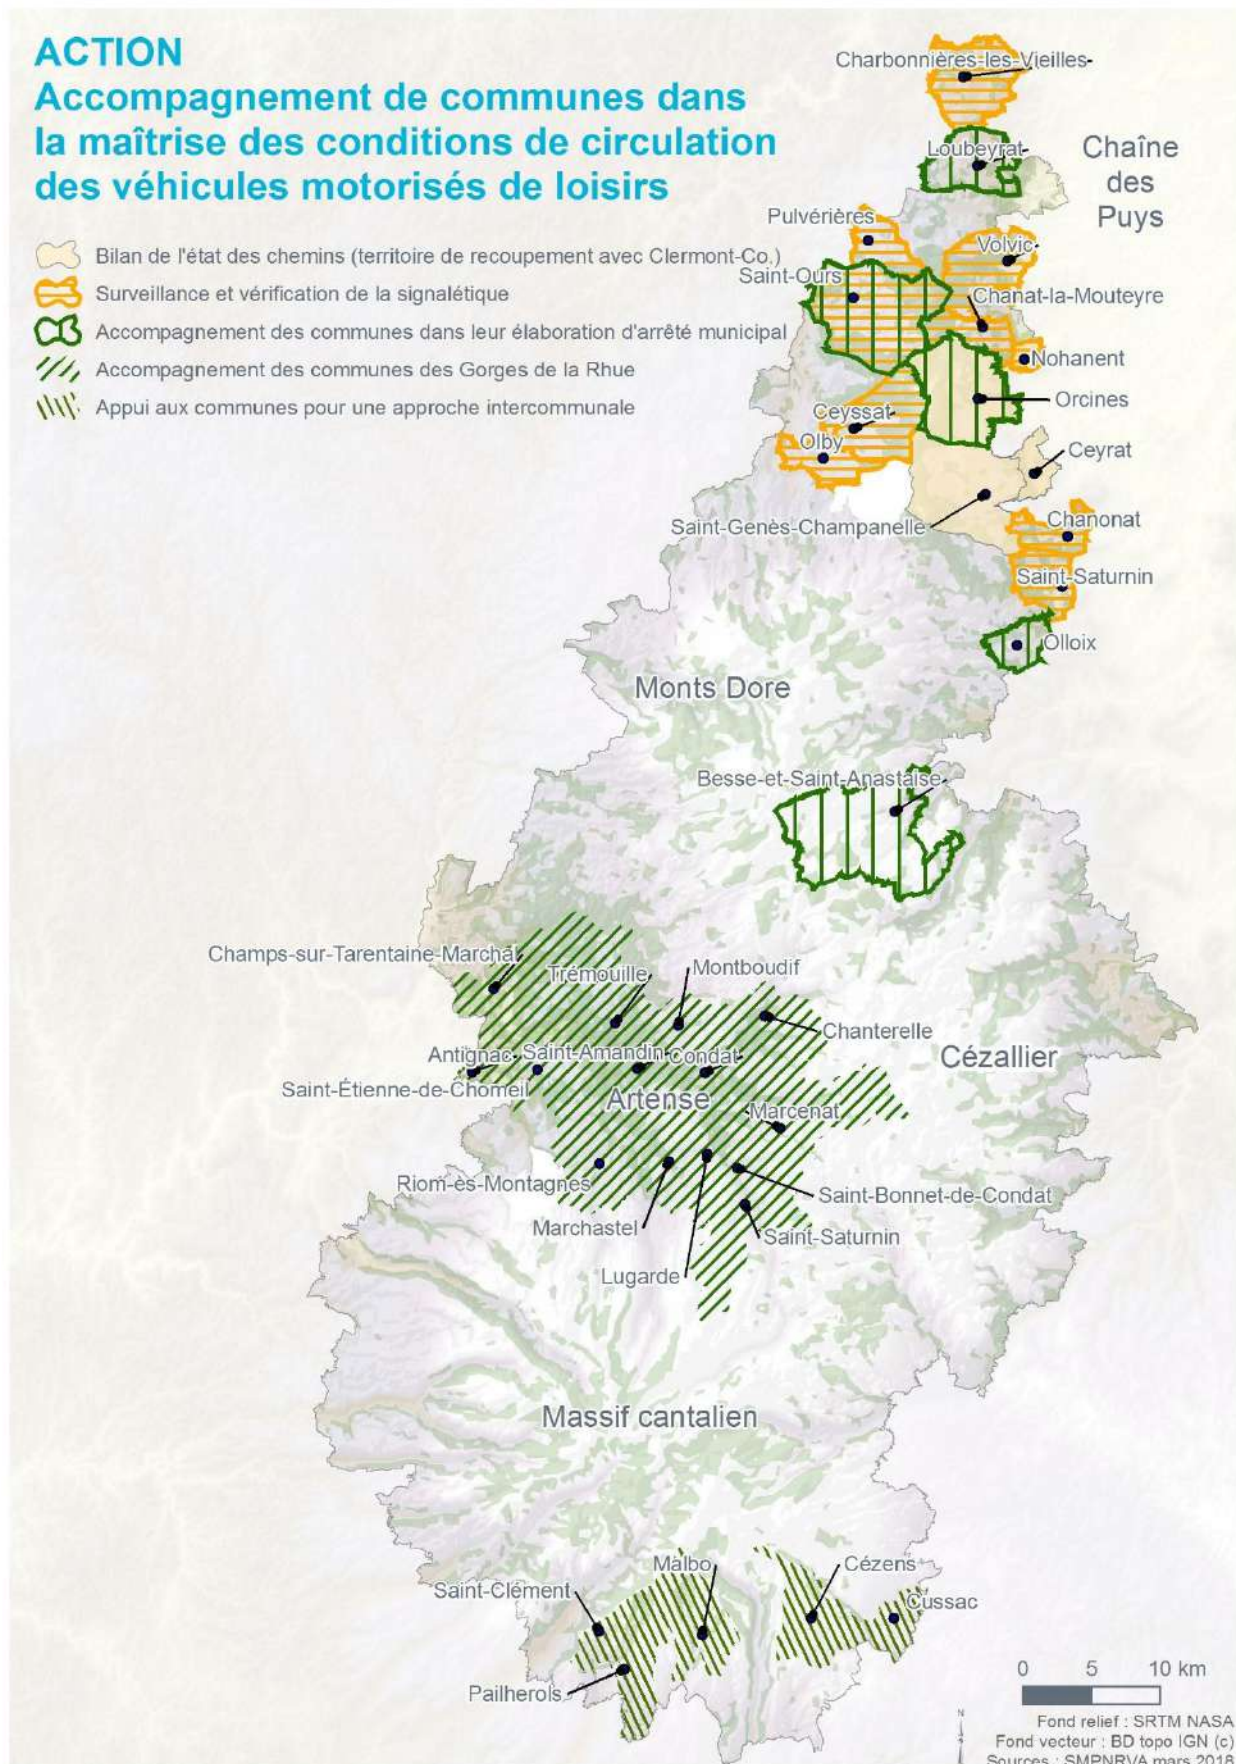 ACTION
Accompagnement de communes dans
la maîtrise des conditions de circulation
des véhicules motorisés de loisirs
Bilan de l'état des chemins (territoire de recoupement avec Clermont-Co.)
Surveillance et vérification de la signalétique
Accompagnement des communes dans leur élaboration d'arrêté municipal
Accompagnement des communes des Gorges de la Rhue
Appui aux communes pour une approche intercommunale
Charbonnières-les-Vieilles
Loubeyrat
Chaîne
des
Puys
Pulvérières
Volvic
Saint-Ours
Chanat-la-Mouteyre
Nohanent
Orcines
Ceyssat
Olby
Ceyrat
Saint-Genès-Champanelle
Chanonat
Saint-Saturnin
Olloix
Monts Dore
Besse-et-Saint-Anastaise
Champs-sur-Tarentaine-Marchal
Trémouille
Montboudif
Chanterelle
Antignac
Saint-Amandin
Condat
Cézallier
Saint-Étienne-de-Chomeil
Artense
Marcenat
Riom-ès-Montagnes
Saint-Bonnet-de-Condat
Marchastel
Saint-Saturnin
Lugarde
Massif cantalien
Malbo
Cézens
Saint-Clément
Cussac
Pailherols
0 5 10 km
N
Fond relief : SRTM NASA
Fond vecteur : BD topo IGN (c)
Sources : SMPNRVA mars 2018